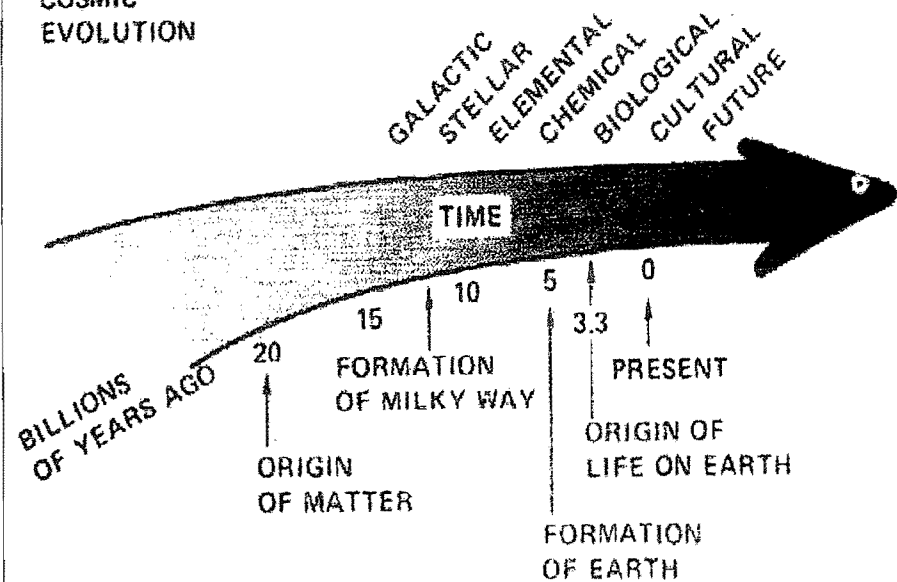 COSMIC
EVOLUTION
GALACTIC
STELLAR
ELEMENTAL
CHEMICAL
BIOLOGICAL
CULTURAL
FUTURE
TIME
BILLIONS
OF YEARS AGO
20
15
10
5
3.3
0
FORMATION
OF MILKY WAY
PRESENT
ORIGIN
OF MATTER
ORIGIN OF
LIFE ON EARTH
FORMATION
OF EARTH